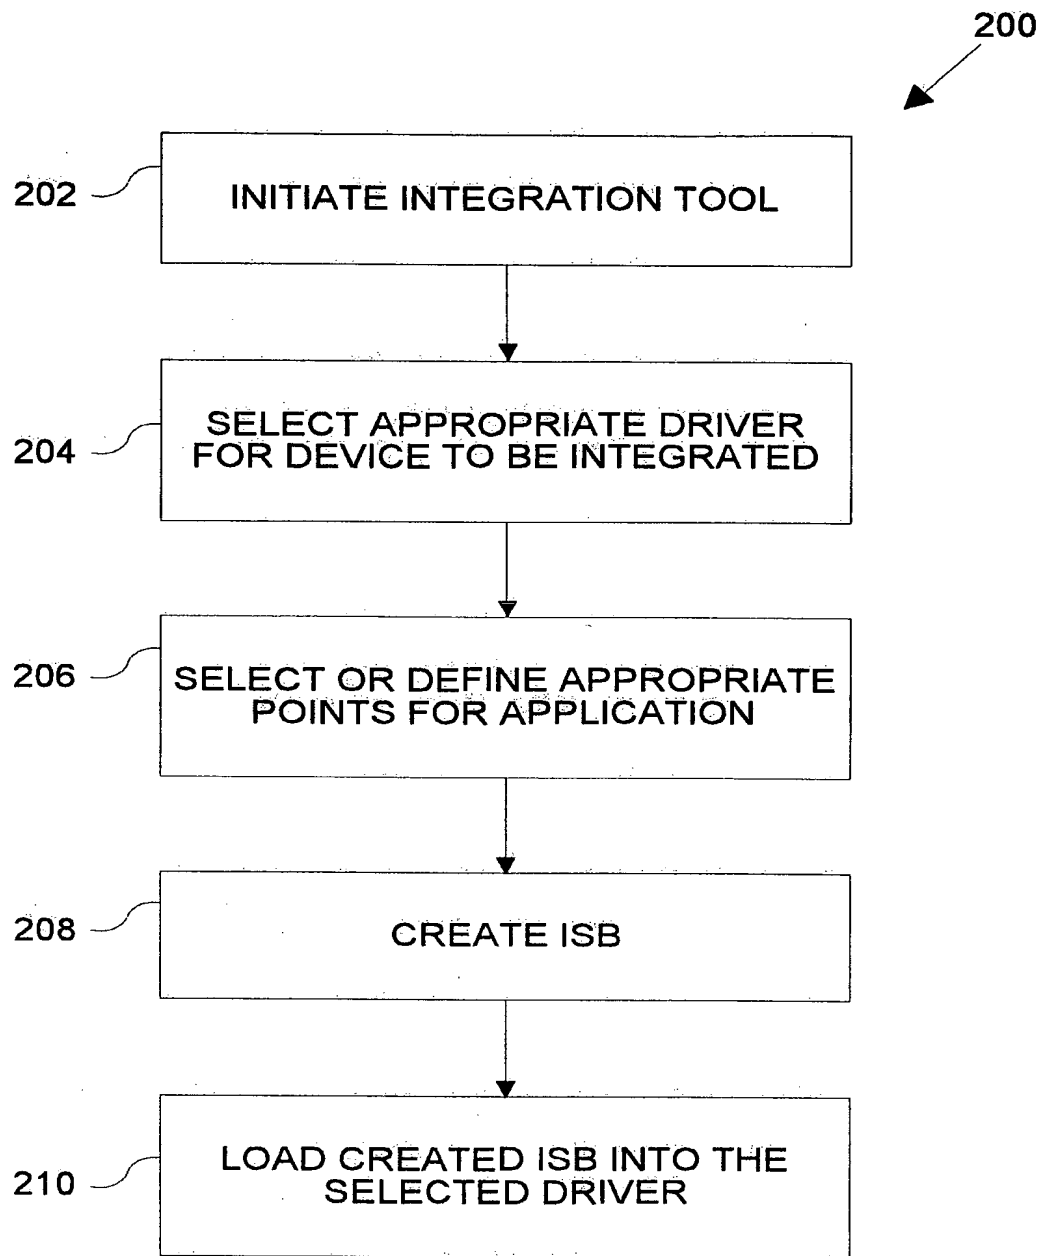 200
202
INITIATE INTEGRATION TOOL
204
SELECT APPROPRIATE DRIVER
FOR DEVICE TO BE INTEGRATED
206
SELECT OR DEFINE APPROPRIATE
POINTS FOR APPLICATION
208
CREATE ISB
210
LOAD CREATED ISB INTO THE
SELECTED DRIVER